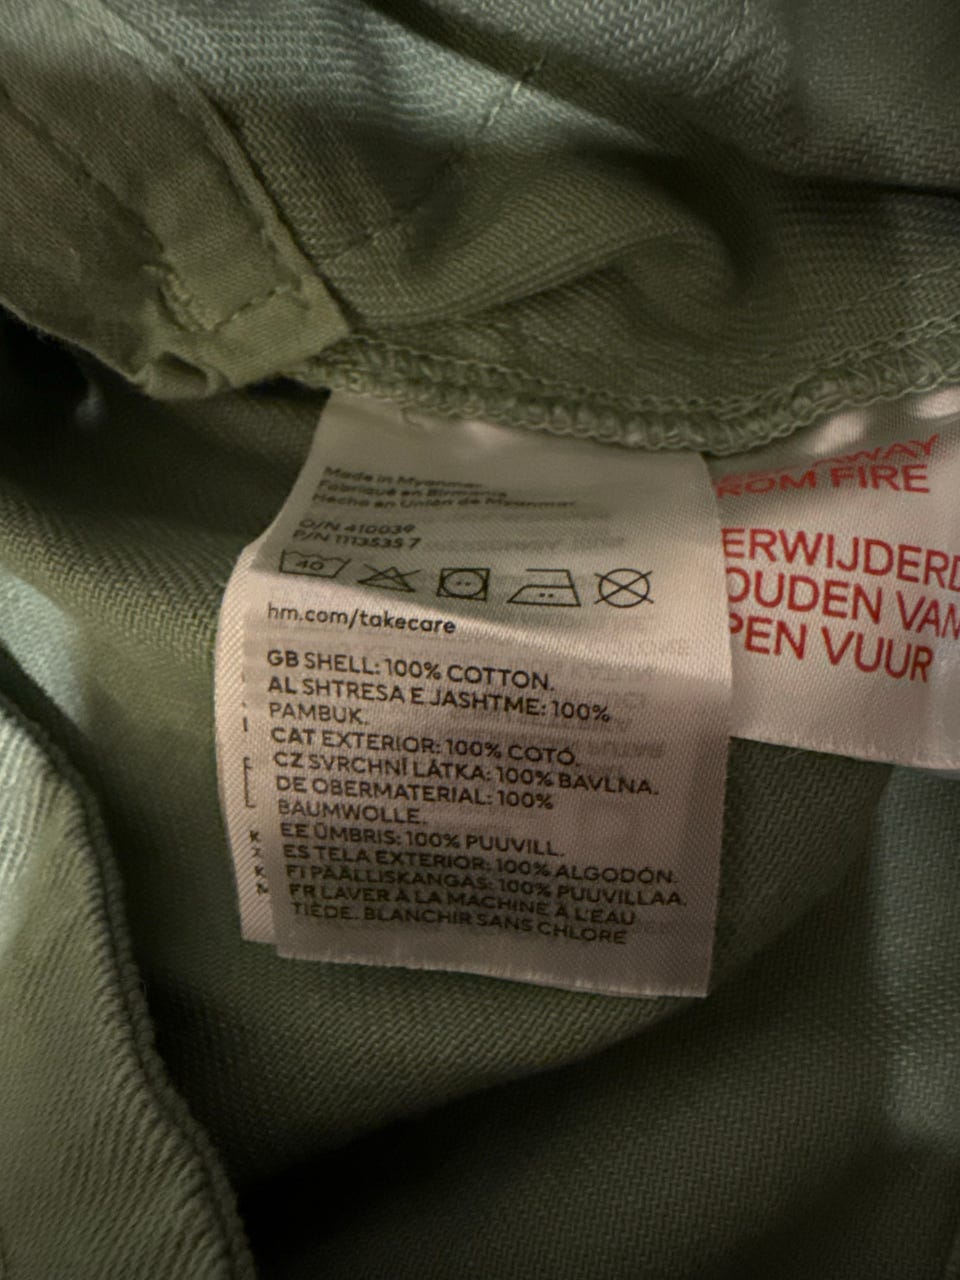 Made in Myanmar
Fabriqué en Birmanie
Hecho en Unión de Myanmar
O/N 410039
P/N 11135357
40
hm.com/takecare
GB SHELL: 100% COTTON.
AL SHTRESA E JASHTME: 100%
PAMBUK.
CAT EXTERIOR: 100% COTÓ.
CZ SVRCHNÍ LÁTKA: 100% BAVLNA.
DE OBERMATERIAL: 100%
BAUMWOLLE.
EE ÜMBRIS: 100% PUUVILL.
ES TELA EXTERIOR: 100% ALGODÓN.
FI PÄÄLLISKANGAS: 100% PUUVILLAA.
FR LAVER À LA MACHINE À L'EAU
TIÈDE. BLANCHIR SANS CHLORE
AWAY
ROM FIRE
ERWIJDERD
OUDEN VAN
PEN VUUR